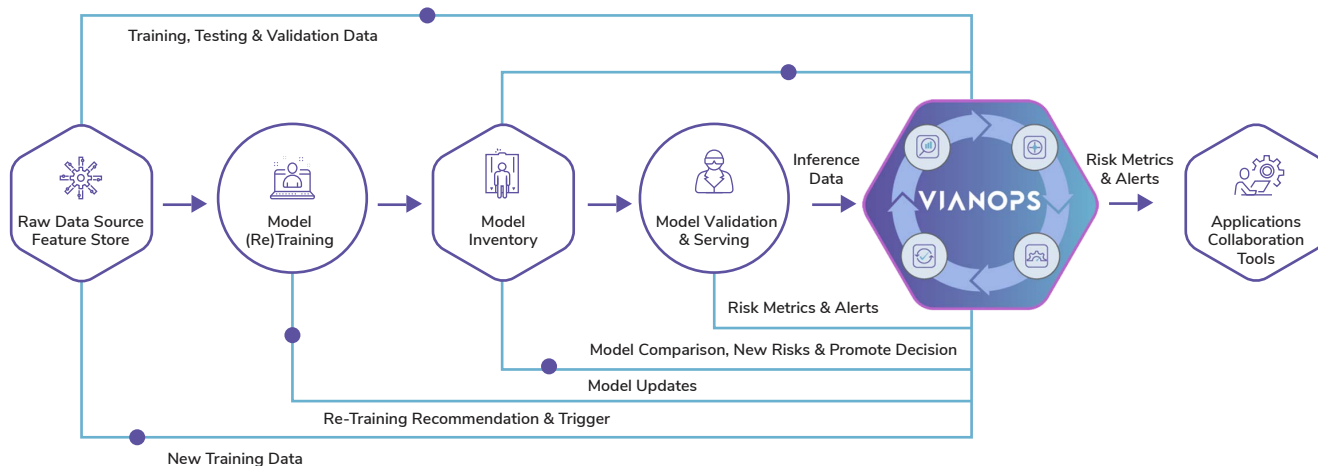 Training, Testing & Validation Data
Raw Data Source
Feature Store
Model
(Re)Training
Model
Inventory
Model Validation
& Serving
Inference
Data
VIANOPS
Risk Metrics
& Alerts
Applications
Collaboration
Tools
Risk Metrics & Alerts
Model Comparison, New Risks & Promote Decision
Model Updates
Re-Training Recommendation & Trigger
New Training Data